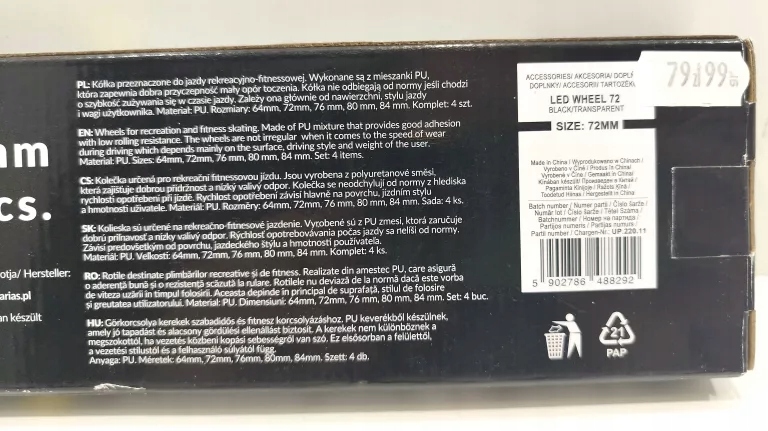 mm
cs.
otja/ Hersteller:
arias.pl
an készült
PL: Kółka przeznaczone do jazdy rekreacyjno-fitnessowej. Wykonane są z mieszanki PU,
która zapewnia dobra przyczepność mały opór toczenia. Kółka nie odbiegają od normy jeśli chodzi
o szybkość zużywania się w czasie jazdy. Zależy ona głównie od nawierzchni, stylu jazdy
i wagi użytkownika. Materiał: PU. Rozmiary: 64mm, 72mm, 76 mm, 80 mm, 84 mm. Komplet: 4 szt.
EN: Wheels for recreation and fitness skating. Made of PU mixture that provides good adhesion
with low rolling resistance. The wheels are not irregular when it comes to the speed of wear
during driving which depends mainly on the surface, driving style and weight of the user.
Material: PU. Sizes: 64mm, 72mm, 76 mm, 80 mm, 84 mm. Set: 4 items.
CS: Kolečka určená pro rekreační fitnessovou jízdu. Jsou vyrobena z polyuretanové směsi,
která zajišťuje dobrou přídržnost a nízký valivý odpor. Kolečka se neodchylují od normy z hlediska
rychlosti opotřebení při jízdě. Rychlost opotřebení závisí hlavně na povrchu, jízdním stylu
a hmotnosti uživatele. Materiál: PU. Rozměry: 64mm, 72mm, 76 mm, 80 mm, 84 mm. Sada: 4 ks.
SK: Kolieska sú určené na rekreačno-fitnesové jazdenie. Vyrobené sú z PU zmesi, ktorá zaručuje
dobrú priľnavosť a nízky valivý odpor. Rýchlosť opotrebovávania počas jazdy sa nelíši od normy.
Závisí predovšetkým od povrchu, jazdeckého štýlu a hmotnosti používateľa.
Materiál: PU. Veľkosti: 64mm, 72mm, 76 mm, 80 mm, 84 mm. Komplet: 4 ks.
RO: Rotile destinate plimbărilor recreative și de fitness. Realizate din amestec PU, care asigură
o aderență bună și o rezistență scăzută la rulare. Rotilele nu deviază de la normă dacă este vorba
de viteza uzării în timpul folosirii. Aceasta depinde în principal de suprafață, stilul de folosire
și greutatea utilizatorului. Material: PU. Dimensiuni: 64mm, 72mm, 76 mm, 80 mm, 84 mm. Set: 4 buc.
HU: Görkorcsolya kerekek szabadidős és fitnesz korcsolyázáshoz. PU keverékből készülnek,
amely jó tapadást és alacsony gördülési ellenállást biztosít. A kerekek nem különböznek a
megszokottól, ha vezetés közbeni kopási sebességről van szó. Ez elsősorban a felülettől,
a vezetési stílustól és a felhasználó súlyától függ.
Anyaga: PU. Méretek: 64mm, 72mm, 76mm, 80mm, 84mm. Szett: 4 db.
79zł99
ACCESSORIES/ AKCESORIA/ DOPLŇ
DOPLNKY/ ACCESORII/ TARTOZÉK
LED WHEEL 72
BLACK/TRANSPARENT
SIZE: 72MM
Made in China / Wyprodukowano w Chinach /
Vyrobeno v Číně / Produs în China/
Vyrobené v Číne / Gemaakt in China /
Kínában készült
Pagaminta Kinijoje / Ražots Ķīnā /
Toodetud Hiinas / Hergestellt in China
Batch number / Numer partii / Číslo šarže /
Număr lot / Číslo šarže / Tétel Száma /
Batchnummer / Номер на партида /
Partijos numeris / Partijas numurs /
Partii number / Chargen-Nr.: UP 220.11
5 902786 488292
21
PAP